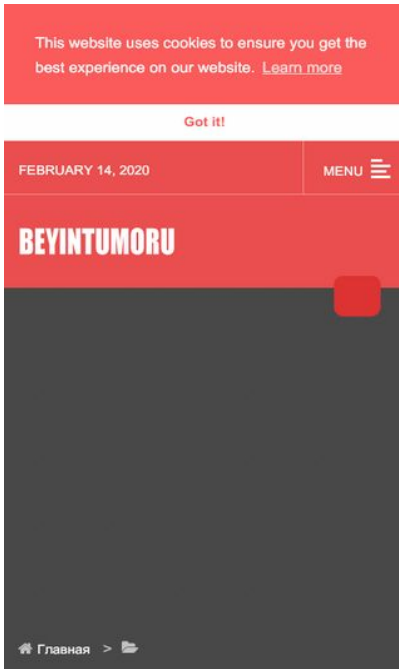 This website uses cookies to ensure you get the
best experience on our website. Learn more
Got it!
FEBRUARY 14, 2020
MENU
BEYINTUMORU
Главная >